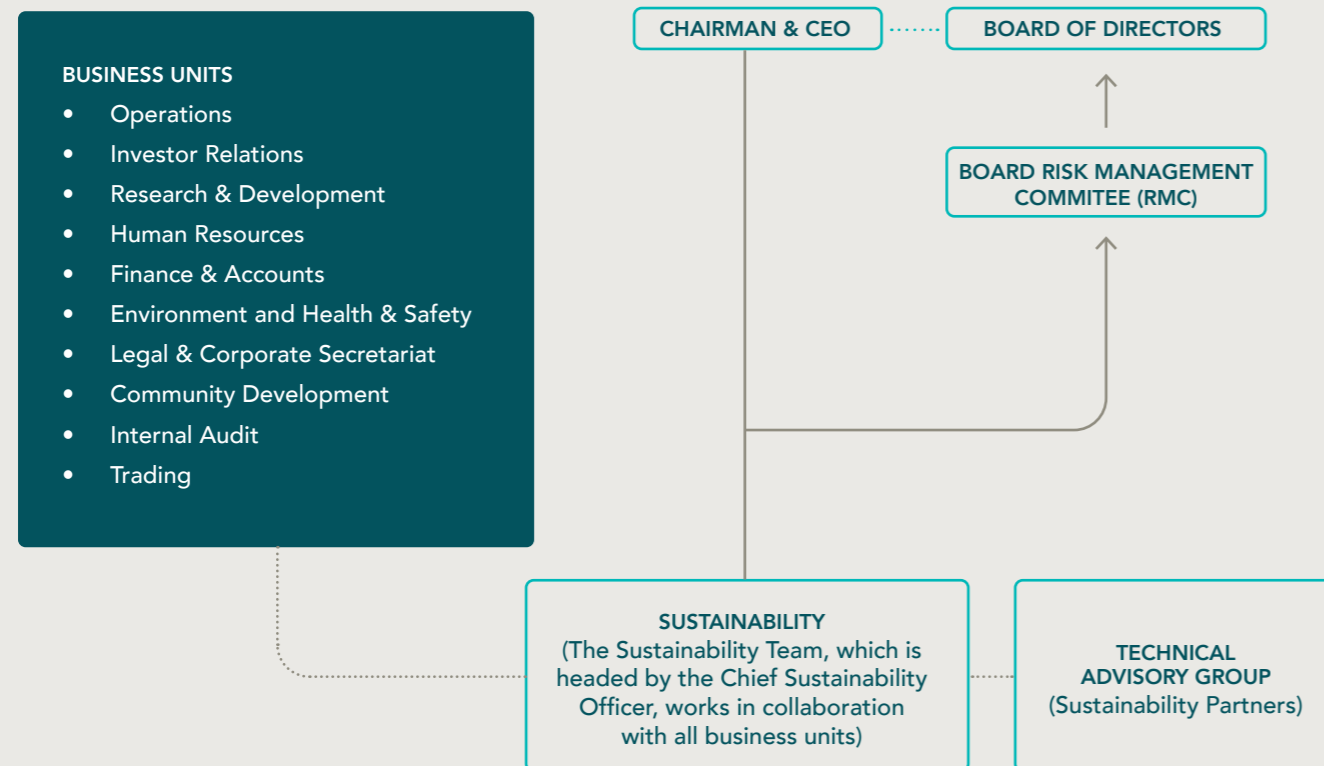 BUSINESS UNITS
• Operations
• Investor Relations
• Research & Development
• Human Resources
• Finance & Accounts
• Environment and Health & Safety
• Legal & Corporate Secretariat
• Community Development
• Internal Audit
• Trading
CHAIRMAN & CEO
BOARD OF DIRECTORS
BOARD RISK MANAGEMENT
COMMITEE (RMC)
SUSTAINABILITY
(The Sustainability Team, which is
headed by the Chief Sustainability
Officer, works in collaboration
with all business units)
TECHNICAL
ADVISORY GROUP
(Sustainability Partners)